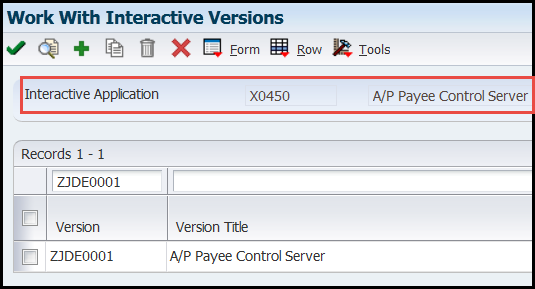 Work With Interactive Versions
Form Row Tools
Interactive Application X0450 A/P Payee Control Server
Records 1 - 1
ZJDE0001
Version Version Title
ZJDE0001 A/P Payee Control Server